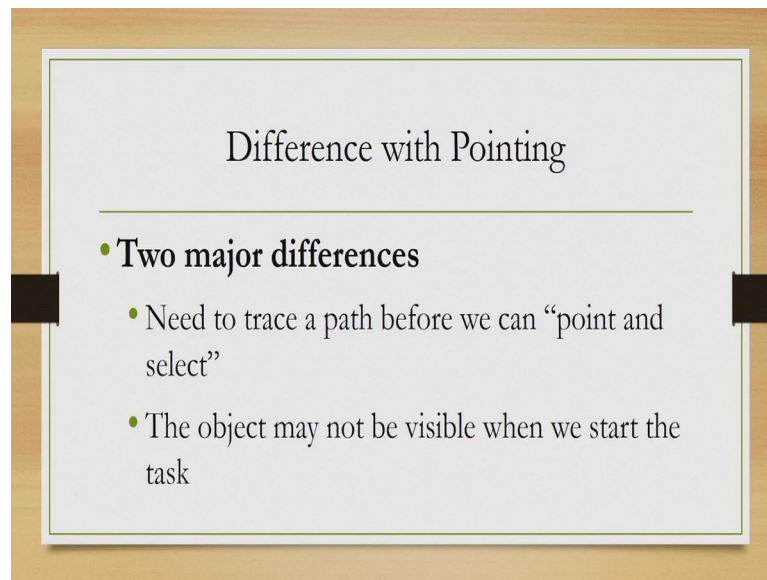 Difference with Pointing
•Two major differences
•Need to trace a path before we can “point and
select”
•The object may not be visible when we start the
task